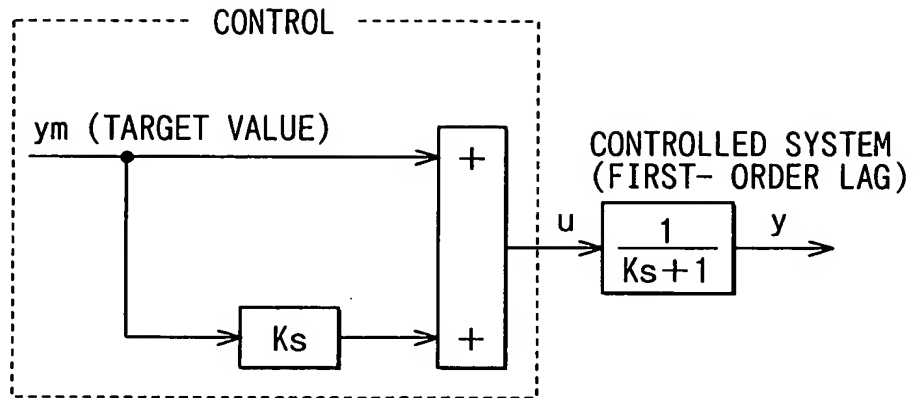 CONTROL
ym (TARGET VALUE)
+
CONTROLLED SYSTEM
(FIRST- ORDER LAG)
u
1
Ks+1
y
Ks
+